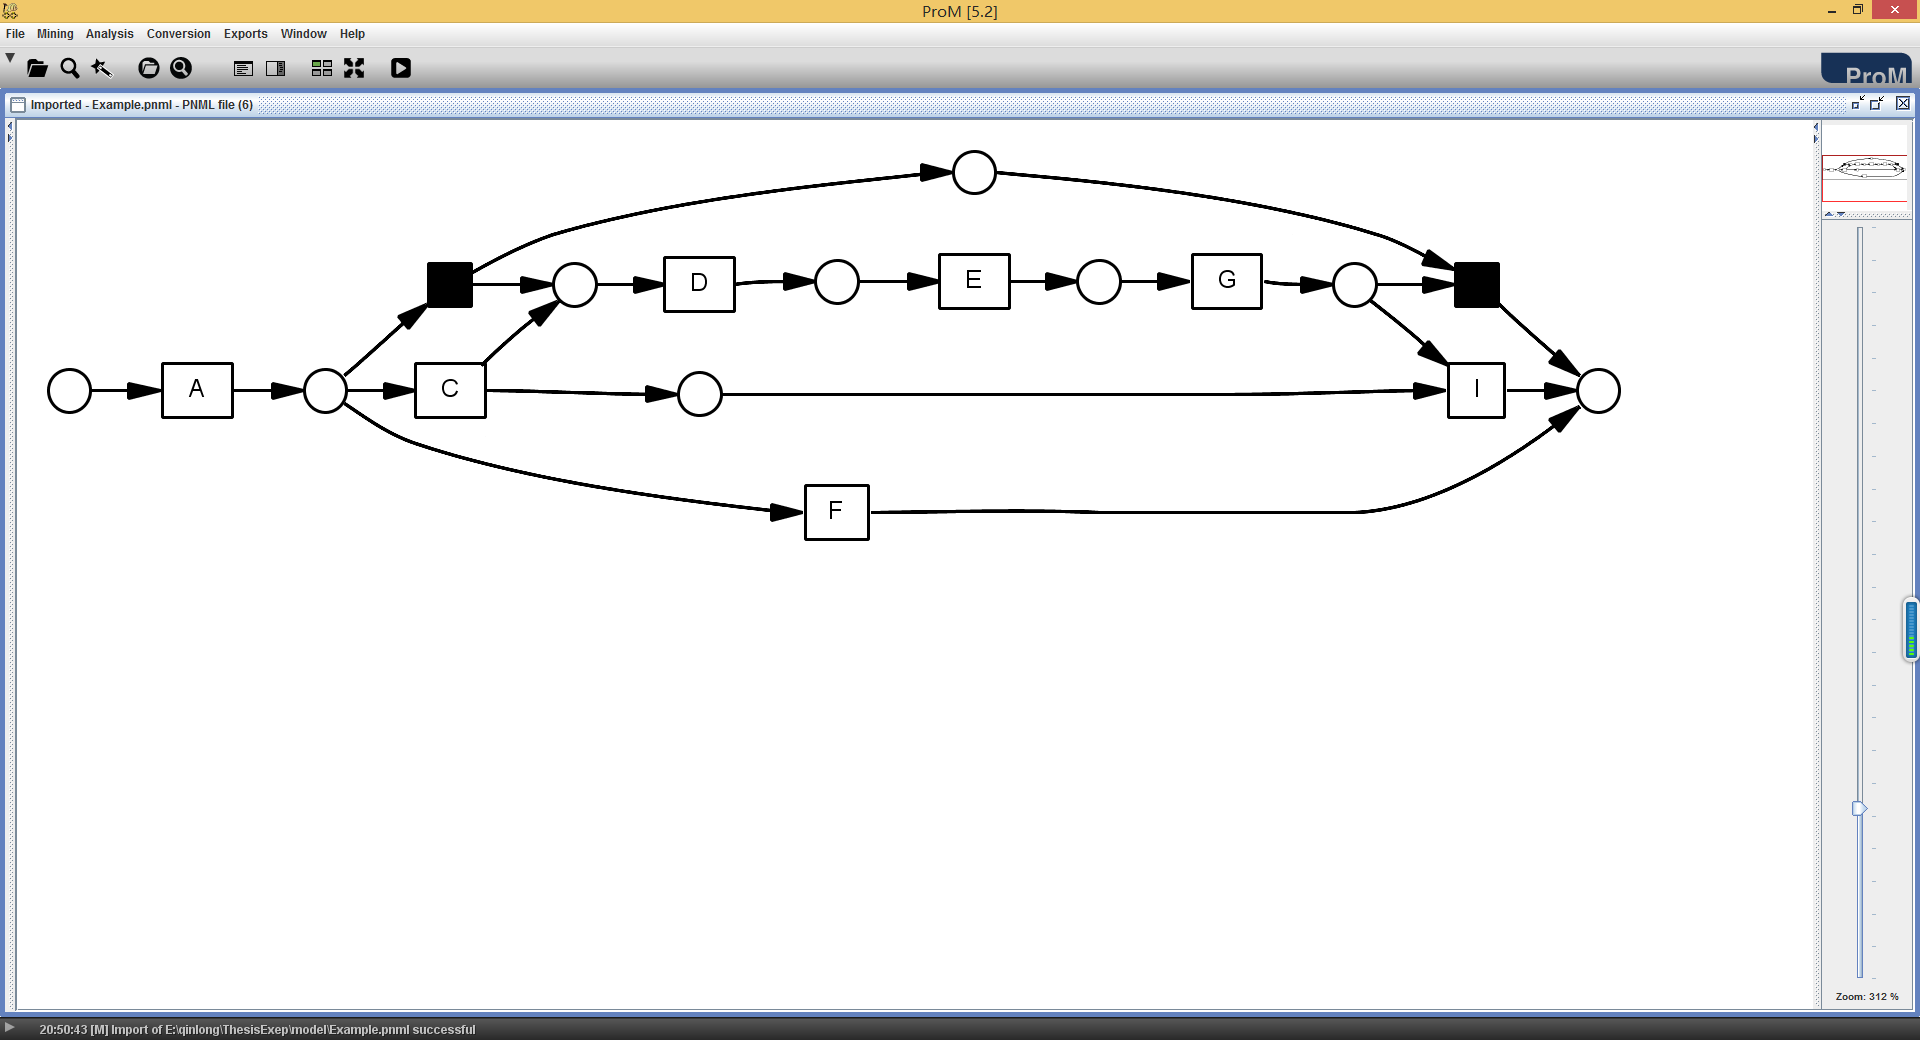 ProM [5.2]
File Mining Analysis Conversion Exports Window Help
ProM
Imported - Example.pnml - PNML file (6)
D E G
A C I
F
Zoom: 312 %
20:50:43 [M] Import of E:\qinlong\ThesisExep\model\Example.pnml successful